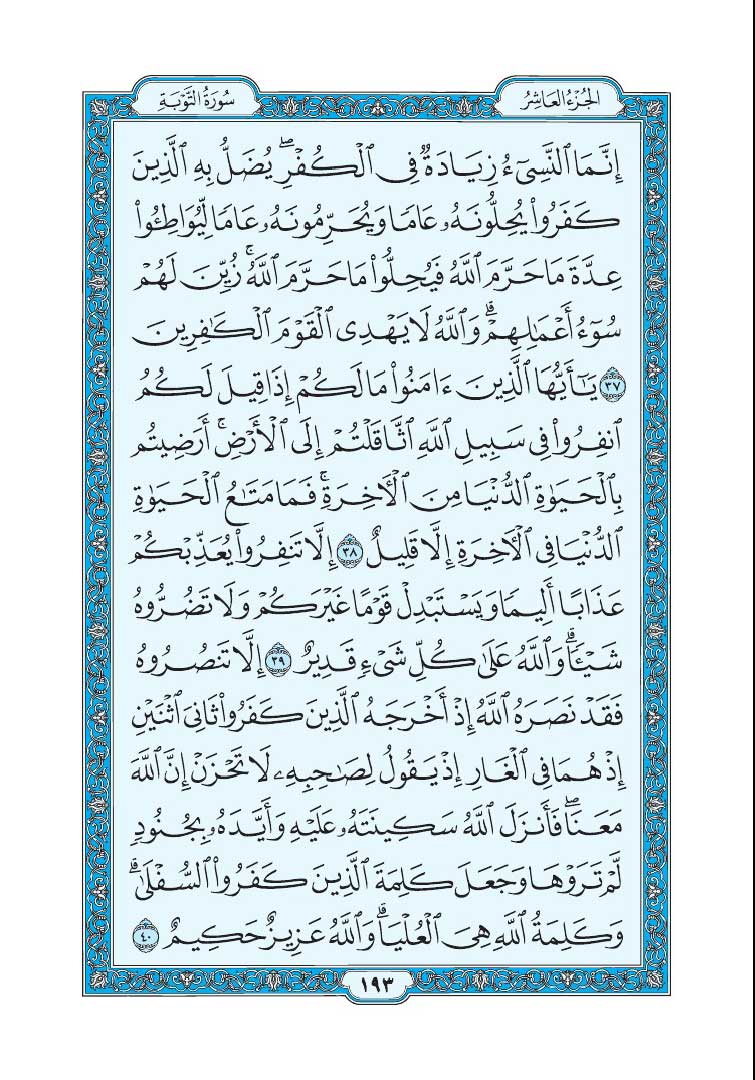 الجُزْءُ العَاشِرُ
سُورَةُ التَّوْبَةِ
إِنَّمَا ٱلنَّسِىٓءُ زِيَادَةٌ فِى ٱلْكُفْرِۖ يُضَلُّ بِهِ ٱلَّذِينَ
كَفَرُواْ يُحِلُّونَهُۥ عَامًا وَيُحَرِّمُونَهُۥ عَامًا لِّيُوَاطِـُٔواْ
عِدَّةَ مَا حَرَّمَ ٱللَّهُ فَيُحِلُّواْ مَا حَرَّمَ ٱللَّهُۚ زُيِّنَ لَهُمْ
سُوٓءُ أَعْمَـٰلِهِمْۗ وَٱللَّهُ لَا يَهْدِى ٱلْقَوْمَ ٱلْكَـٰفِرِينَ
٣٧ يَـٰٓأَيُّهَا ٱلَّذِينَ ءَامَنُواْ مَا لَكُمْ إِذَا قِيلَ لَكُمُ
ٱنفِرُواْ فِى سَبِيلِ ٱللَّهِ ٱثَّاقَلْتُمْ إِلَى ٱلْأَرْضِۚ أَرَضِيتُم
بِٱلْحَيَوٰةِ ٱلدُّنْيَا مِنَ ٱلْـَٔاخِرَةِۚ فَمَا مَتَـٰعُ ٱلْحَيَوٰةِ
ٱلدُّنْيَا فِى ٱلْـَٔاخِرَةِ إِلَّا قَلِيلٌ ٣٨ إِلَّا تَنفِرُواْ يُعَذِّبْكُمْ
عَذَابًا أَلِيمًا وَيَسْتَبْدِلْ قَوْمًا غَيْرَكُمْ وَلَا تَضُرُّوهُ
شَيْـًٔاۗ وَٱللَّهُ عَلَىٰ كُلِّ شَىْءٍ قَدِيرٌ ٣٩ إِلَّا تَنصُرُوهُ
فَقَدْ نَصَرَهُ ٱللَّهُ إِذْ أَخْرَجَهُ ٱلَّذِينَ كَفَرُواْ ثَانِىَ ٱثْنَيْنِ
إِذْ هُمَا فِى ٱلْغَارِ إِذْ يَقُولُ لِصَـٰحِبِهِۦ لَا تَحْزَنْ إِنَّ ٱللَّهَ
مَعَنَاۖ فَأَنزَلَ ٱللَّهُ سَكِينَتَهُۥ عَلَيْهِ وَأَيَّدَهُۥ بِجُنُودٍ
لَّمْ تَرَوْهَا وَجَعَلَ كَلِمَةَ ٱلَّذِينَ كَفَرُواْ ٱلسُّفْلَىٰۗ
وَكَلِمَةُ ٱللَّهِ هِىَ ٱلْعُلْيَاۗ وَٱللَّهُ عَزِيزٌ حَكِيمٌ ٤٠
١٩٣